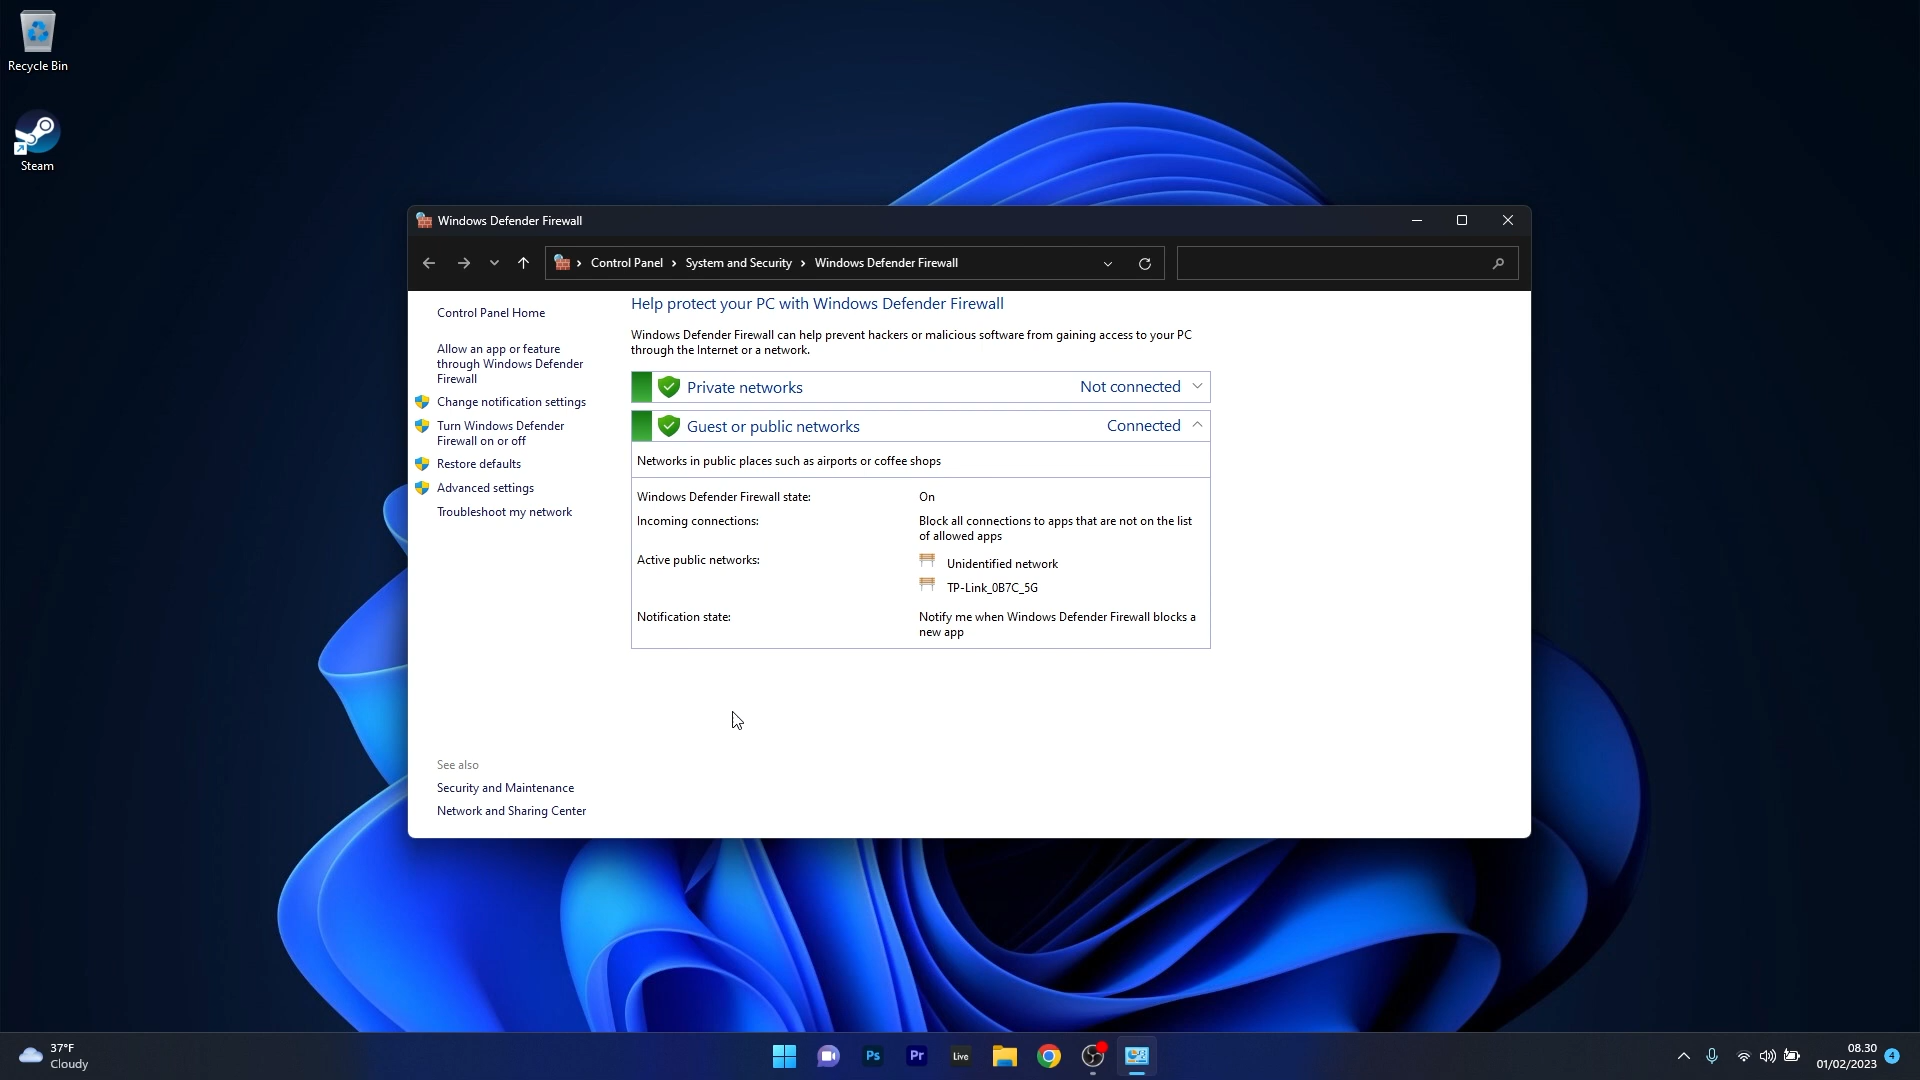 Recycle Bin
Steam
Windows Defender Firewall
Control Panel
System and Security
Windows Defender Firewall
Control Panel Home
Allow an app or feature
through Windows Defender
Firewall
Change notification settings
Turn Windows Defender
Firewall on or off
Restore defaults
Advanced settings
Troubleshoot my network
See also
Security and Maintenance
Network and Sharing Center
Help protect your PC with Windows Defender Firewall
Windows Defender Firewall can help prevent hackers or malicious software from gaining access to your PC
through the Internet or a network.
Private networks
Not connected
Guest or public networks
Connected
Networks in public places such as airports or coffee shops
Windows Defender Firewall state:
On
Incoming connections:
Block all connections to apps that are not on the list
of allowed apps
Active public networks:
Unidentified network
TP-Link_0B7C_5G
Notification state:
Notify me when Windows Defender Firewall blocks a
new app
37°F
Cloudy
Ps
Pr
Live
08.30
01/02/2023
4